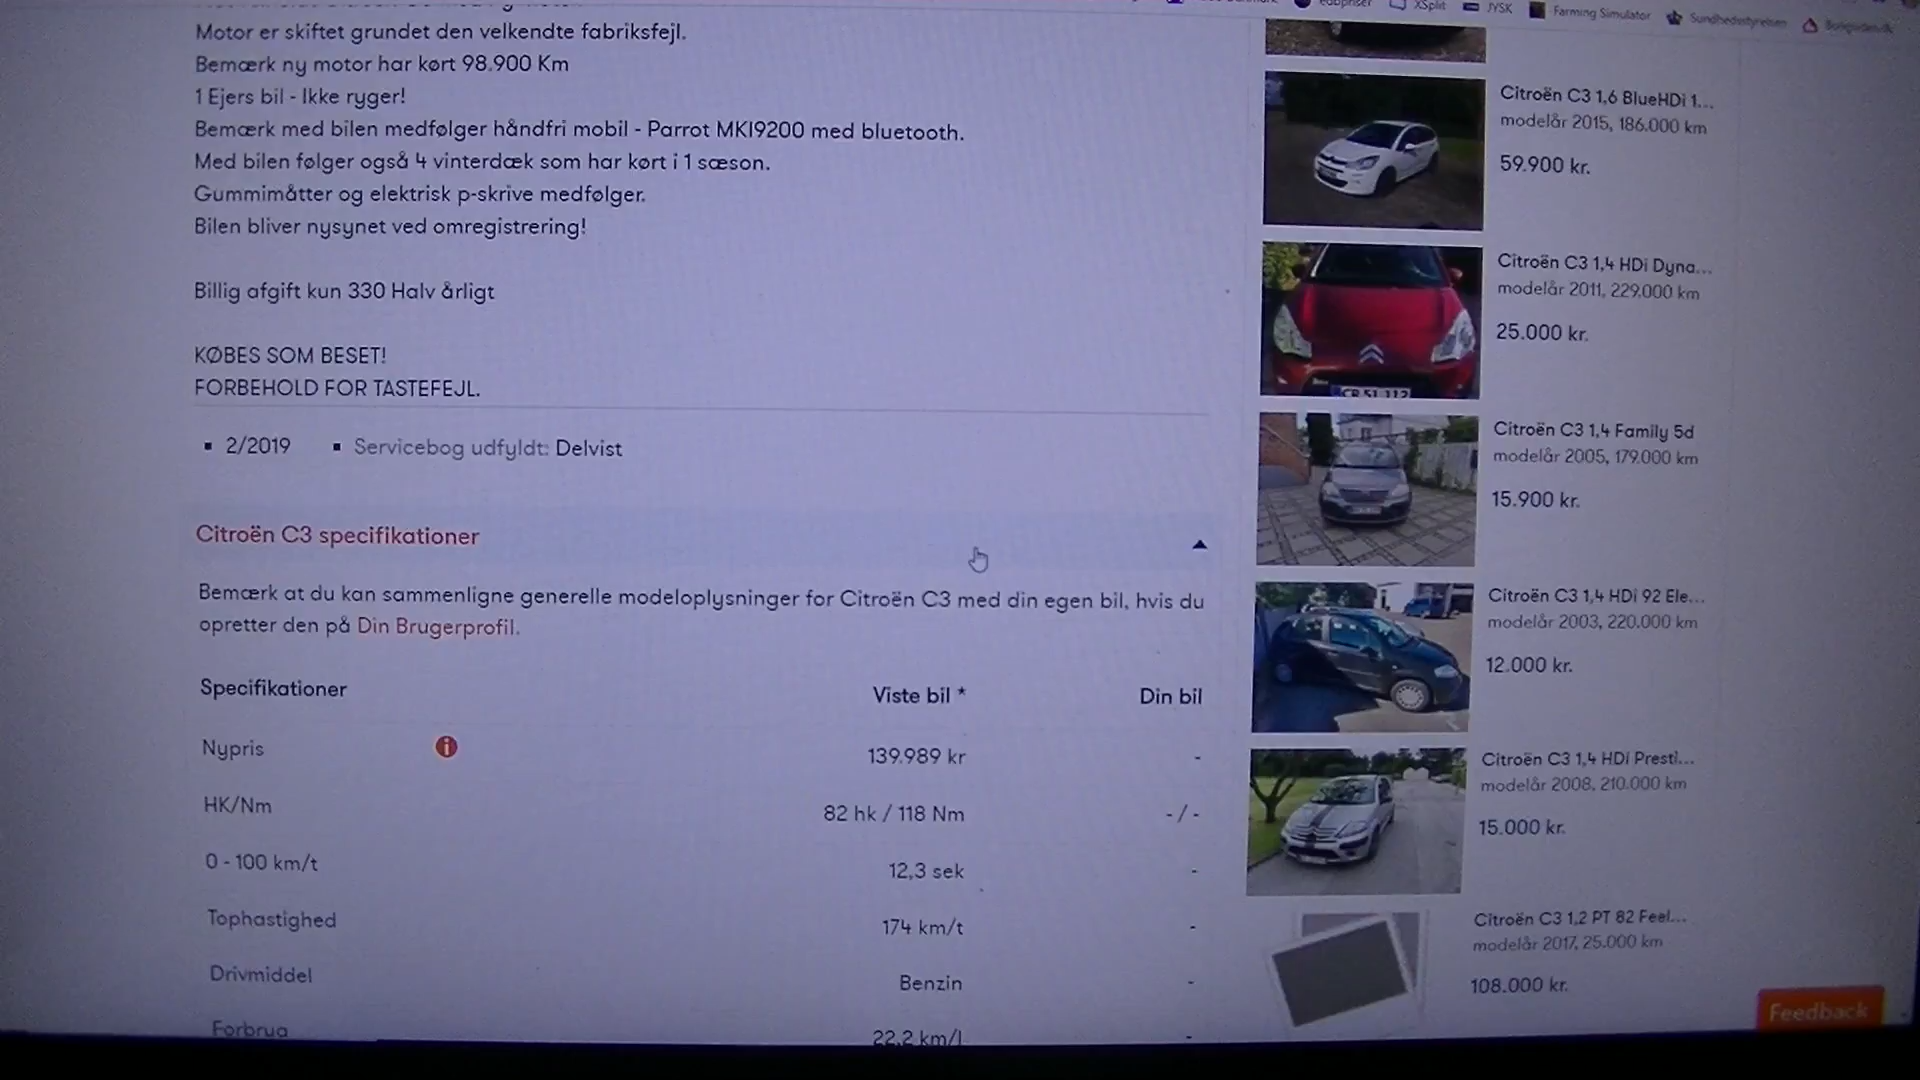 XSplit
JYSK
Farming Simulator
Sundhedsstyrelsen
Motor er skiftet grundet den velkendte fabriksfejl.
Bemærk ny motor har kørt 98.900 Km
1 Ejers bil - Ikke ryger!
Bemærk med bilen medfølger håndfri mobil - Parrot MKI9200 med bluetooth.
Med bilen følger også 4 vinterdæk som har kørt i 1 sæson.
Gummimåtter og elektrisk p-skrive medfølger.
Bilen bliver nysynet ved omregistrering!
Billig afgift kun 330 Halv årligt
KØBES SOM BESET!
FORBEHOLD FOR TASTEFEJL.
2/2019
Servicebog udfyldt: Delvist
Citroën C3 specifikationer
Bemærk at du kan sammenligne generelle modeloplysninger for Citroën C3 med din egen bil, hvis du
opretter den på Din Brugerprofil.
Specifikationer Viste bil * Din bil
Nypris 139.989 kr -
HK/Nm 82 hk / 118 Nm - / -
0 - 100 km/t 12,3 sek -
Tophastighed 174 km/t -
Drivmiddel Benzin -
Forbrug 22,2 km/l -
Citroën C3 1,6 BlueHDi 1...
modelår 2015, 186.000 km
59.900 kr.
Citroën C3 1,4 HDi Dyna...
modelår 2011, 229.000 km
25.000 kr.
Citroën C3 1,4 Family 5d
modelår 2005, 179.000 km
15.900 kr.
Citroën C3 1,4 HDi 92 Ele...
modelår 2003, 220.000 km
12.000 kr.
Citroën C3 1,4 HDi Presti...
modelår 2008, 210.000 km
15.000 kr.
Citroën C3 1,2 PT 82 Feel...
modelår 2017, 25.000 km
108.000 kr.
Feedback